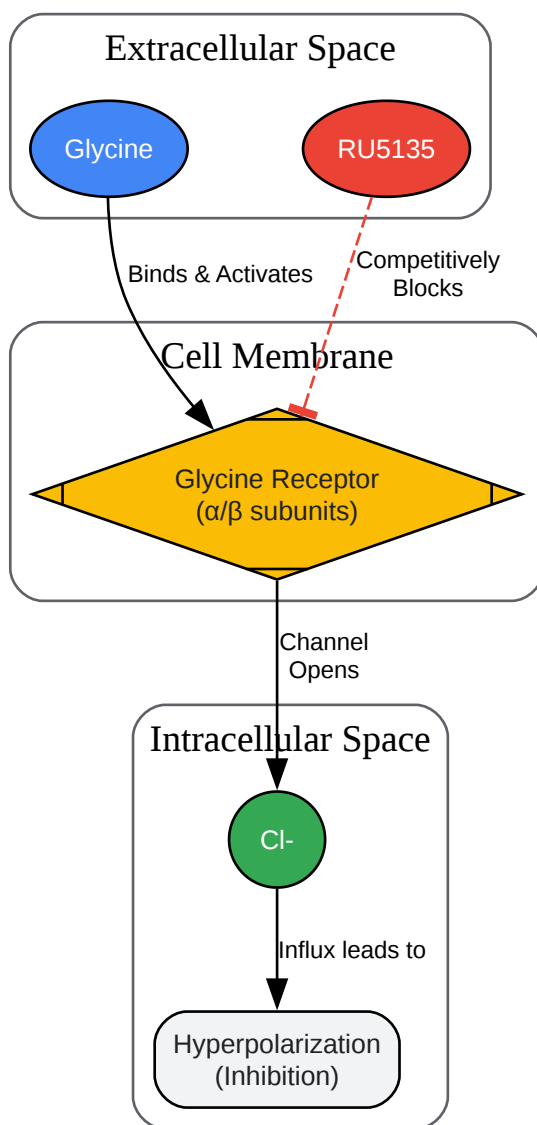 Extracellular Space
Glycine
RU5135
Binds & Activates
Competitively
Blocks
Cell Membrane
Glycine Receptor
(α/β subunits)
Channel
Opens
Intracellular Space
Cl-
Influx leads to
Hyperpolarization
(Inhibition)